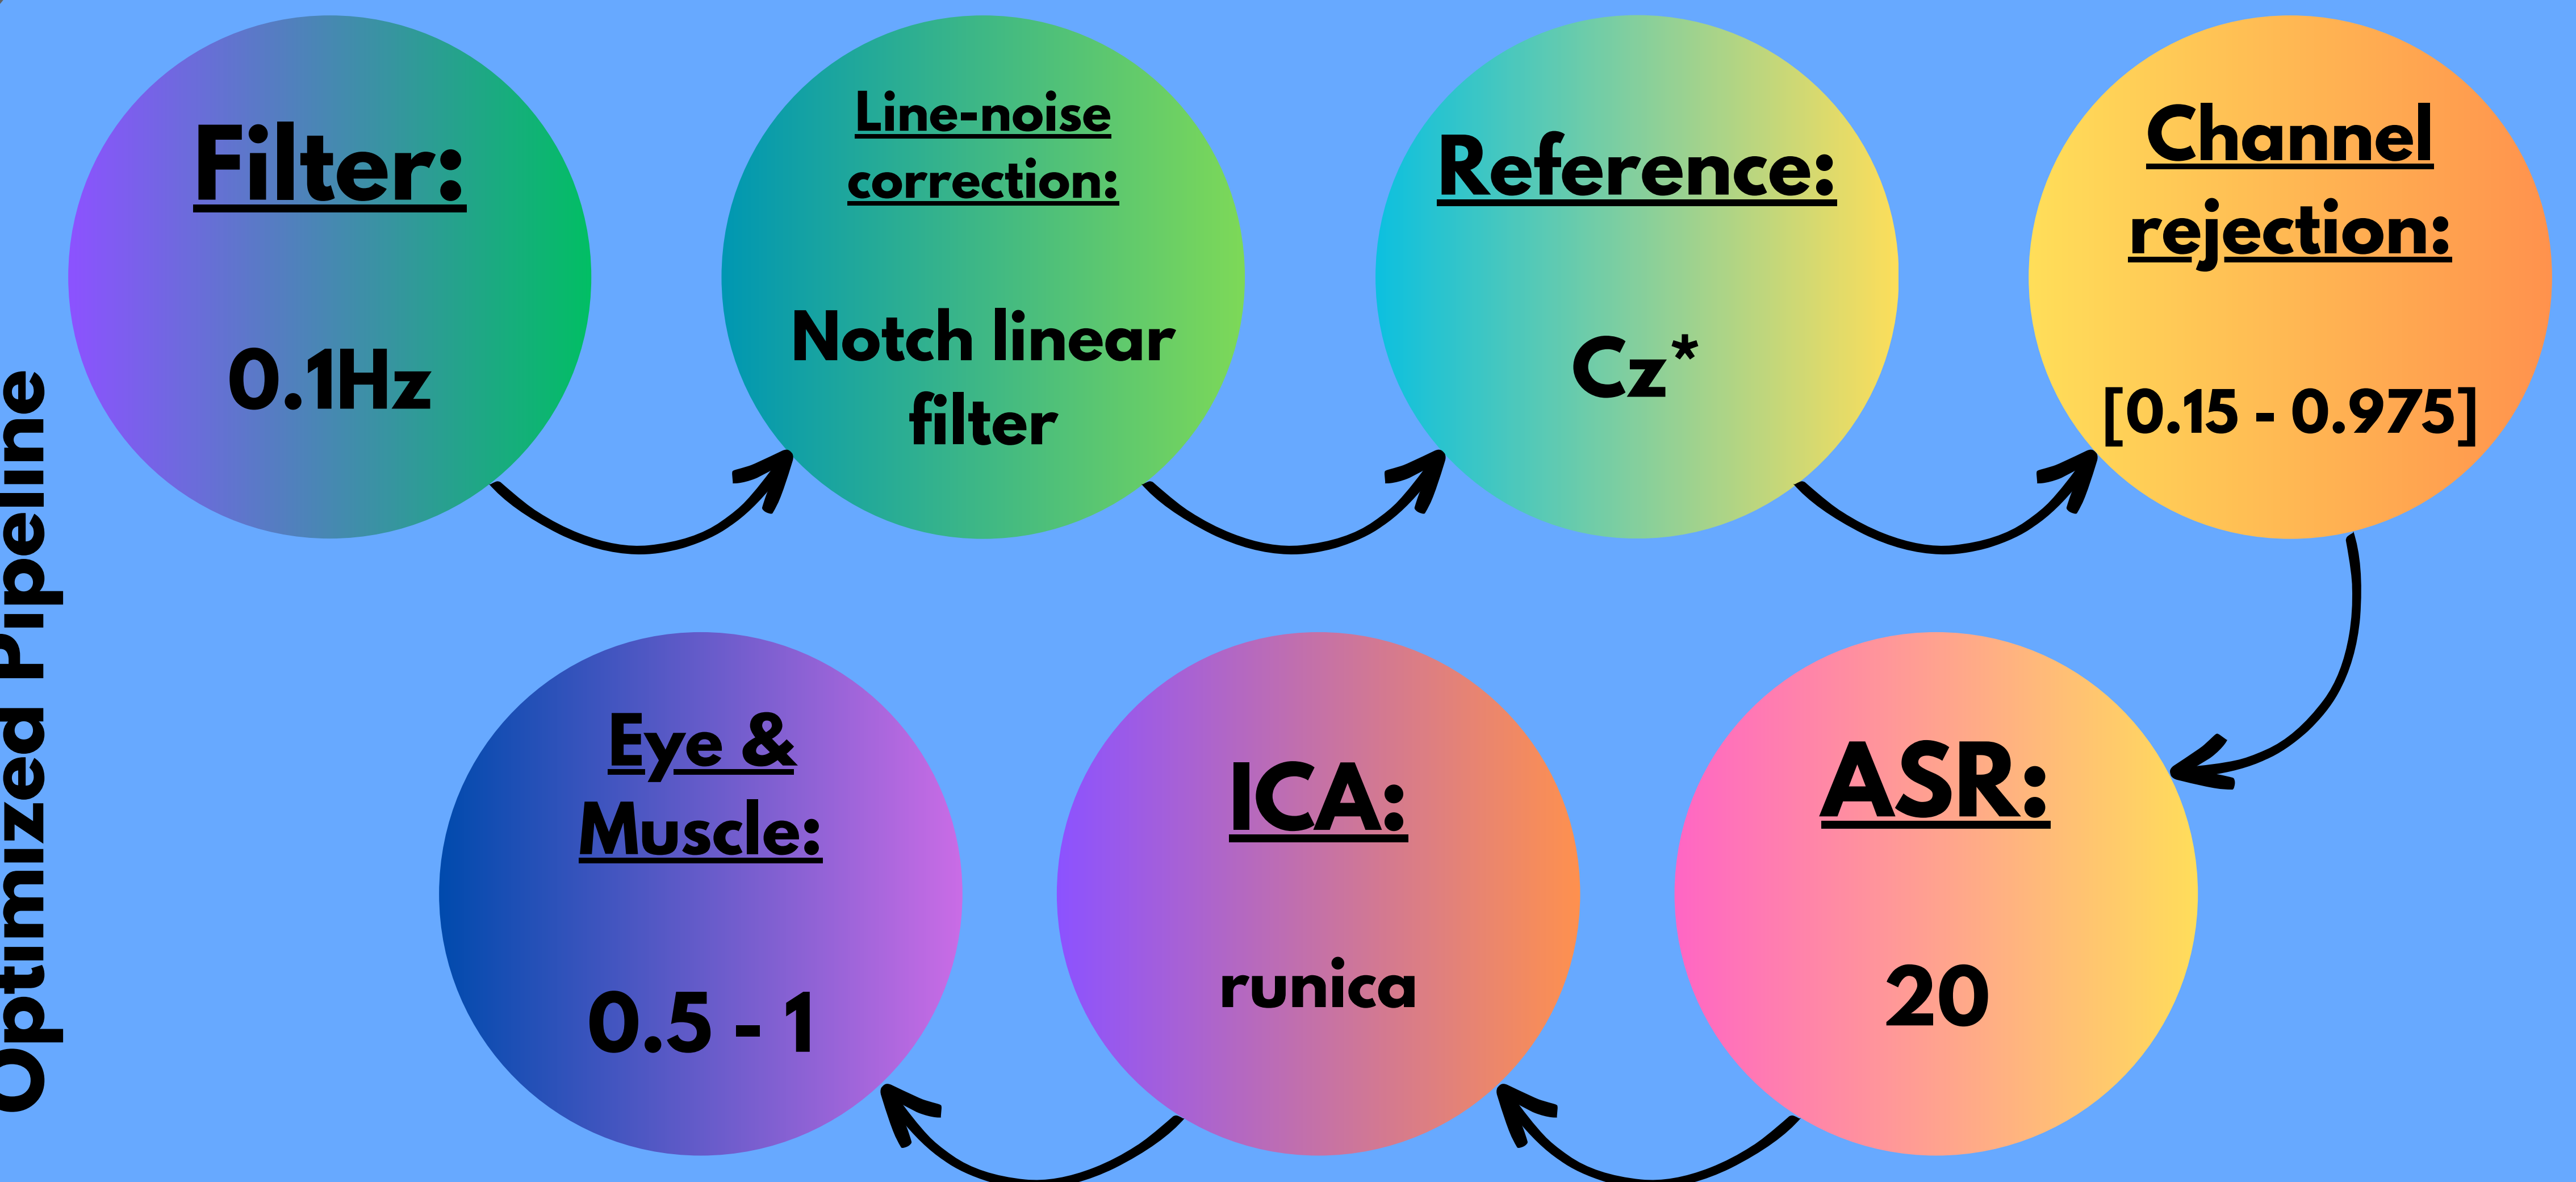 Optimized Pipeline
Filter:
0.1Hz
Line-noise
correction:
Notch linear
filter
Reference:
Cz*
Channel
rejection:
[0.15 - 0.975]
ASR:
20
ICA:
runica
Eye &
Muscle:
0.5 - 1